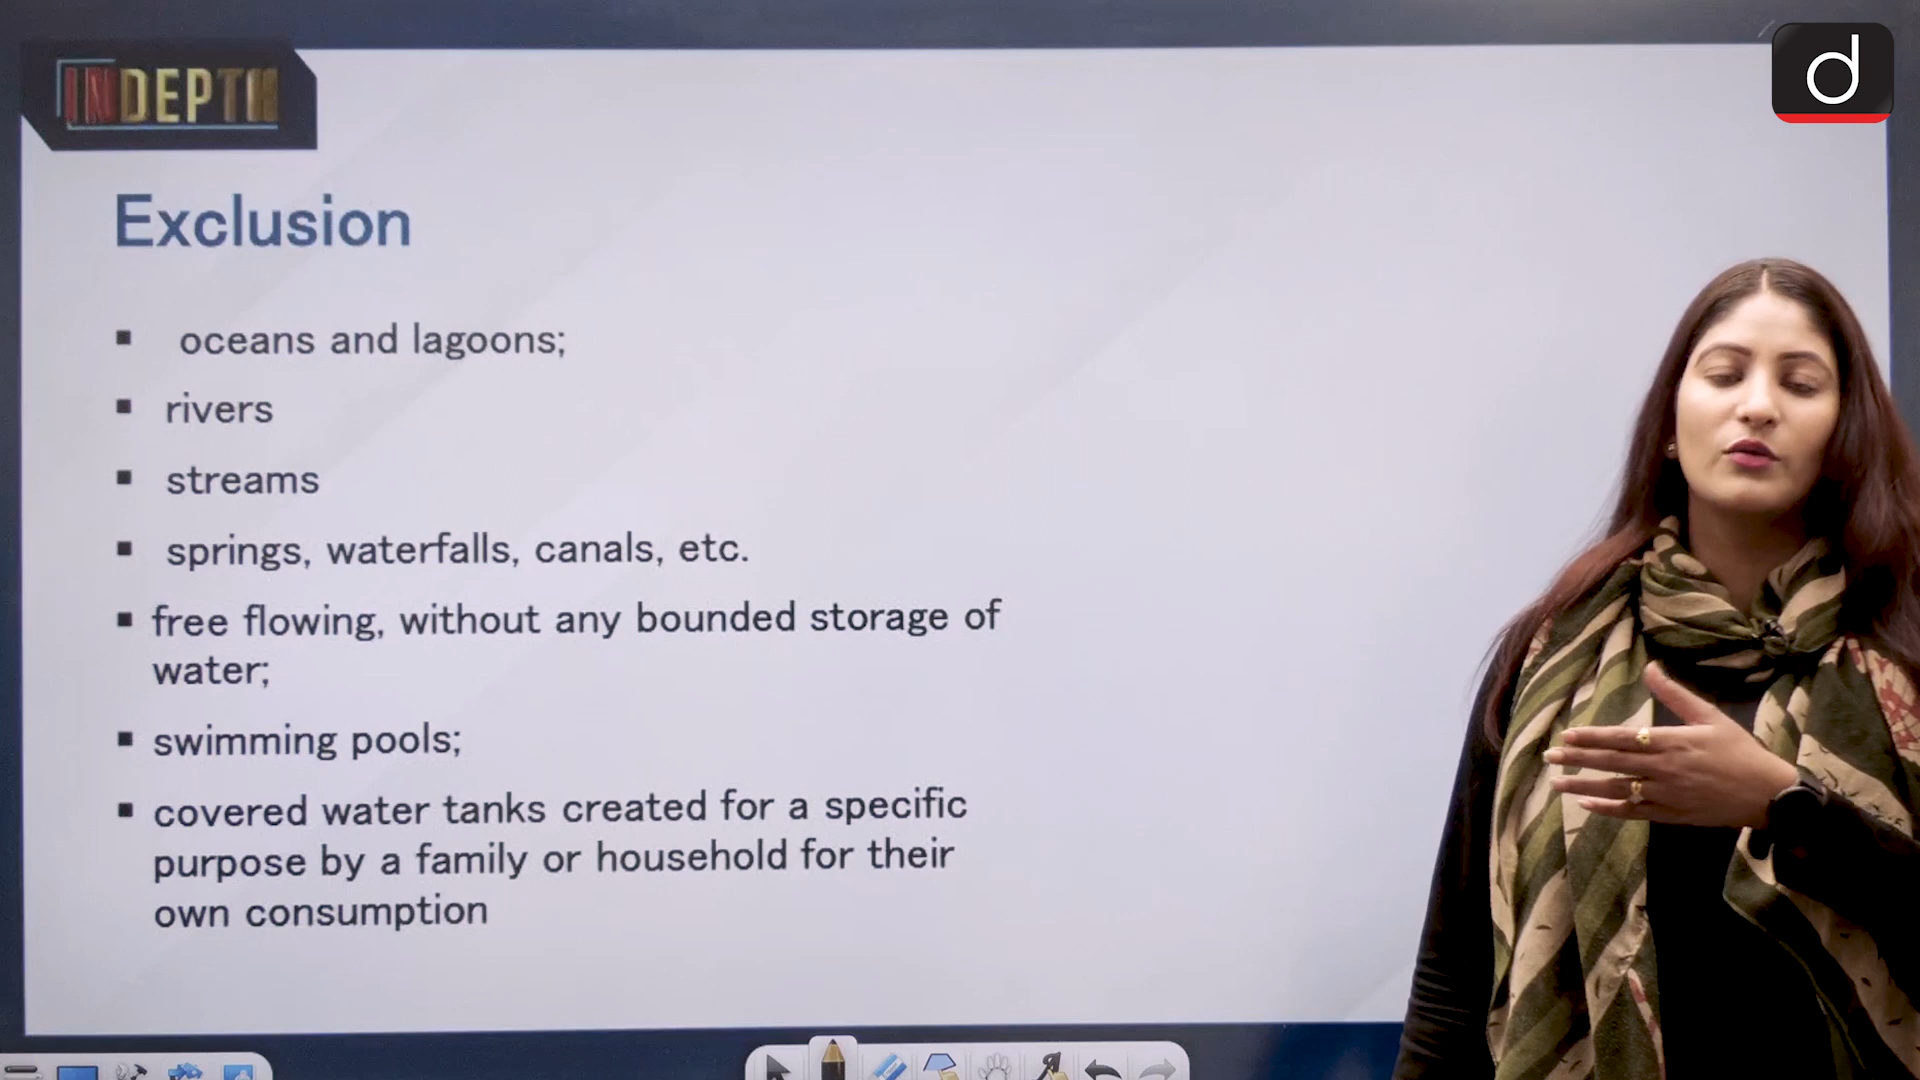 INDEPTH
d
Exclusion
▪ oceans and lagoons;
▪ rivers
▪ streams
▪ springs, waterfalls, canals, etc.
▪ free flowing, without any bounded storage of
water;
▪ swimming pools;
▪ covered water tanks created for a specific
purpose by a family or household for their
own consumption